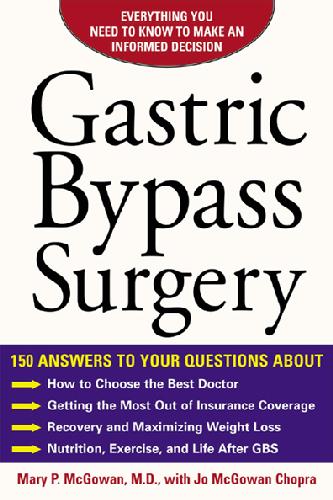 EVERYTHING YOU
NEED TO KNOW TO MAKE AN
INFORMED DECISION
Gastric
Bypass
Surgery
150 ANSWERS TO YOUR QUESTIONS ABOUT
How to Choose the Best Doctor
Getting the Most Out of Insurance Coverage
Recovery and Maximizing Weight Loss
Nutrition, Exercise, and Life After GBS
Mary P. McGowan, M.D., with Jo McGowan Chopra